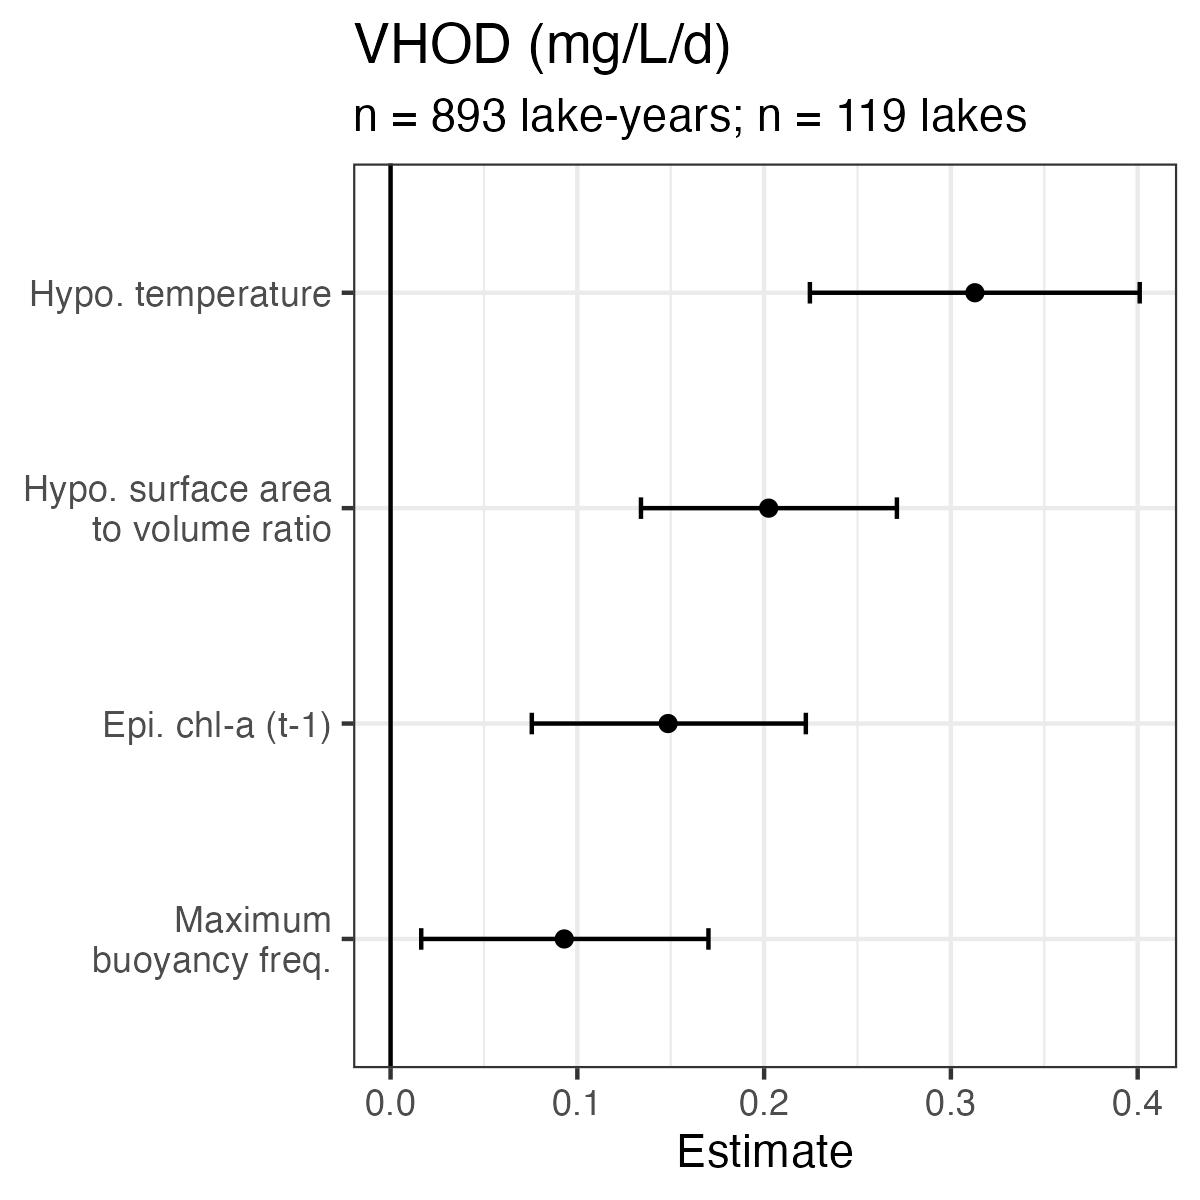 VHOD (mg/L/d)
n = 893 lake-years; n = 119 lakes
Hypo. temperature
Hypo. surface area
to volume ratio
Epi. chl-a (t-1)
Maximum
buoyancy freq.
0.0 0.1 0.2 0.3 0.4
Estimate